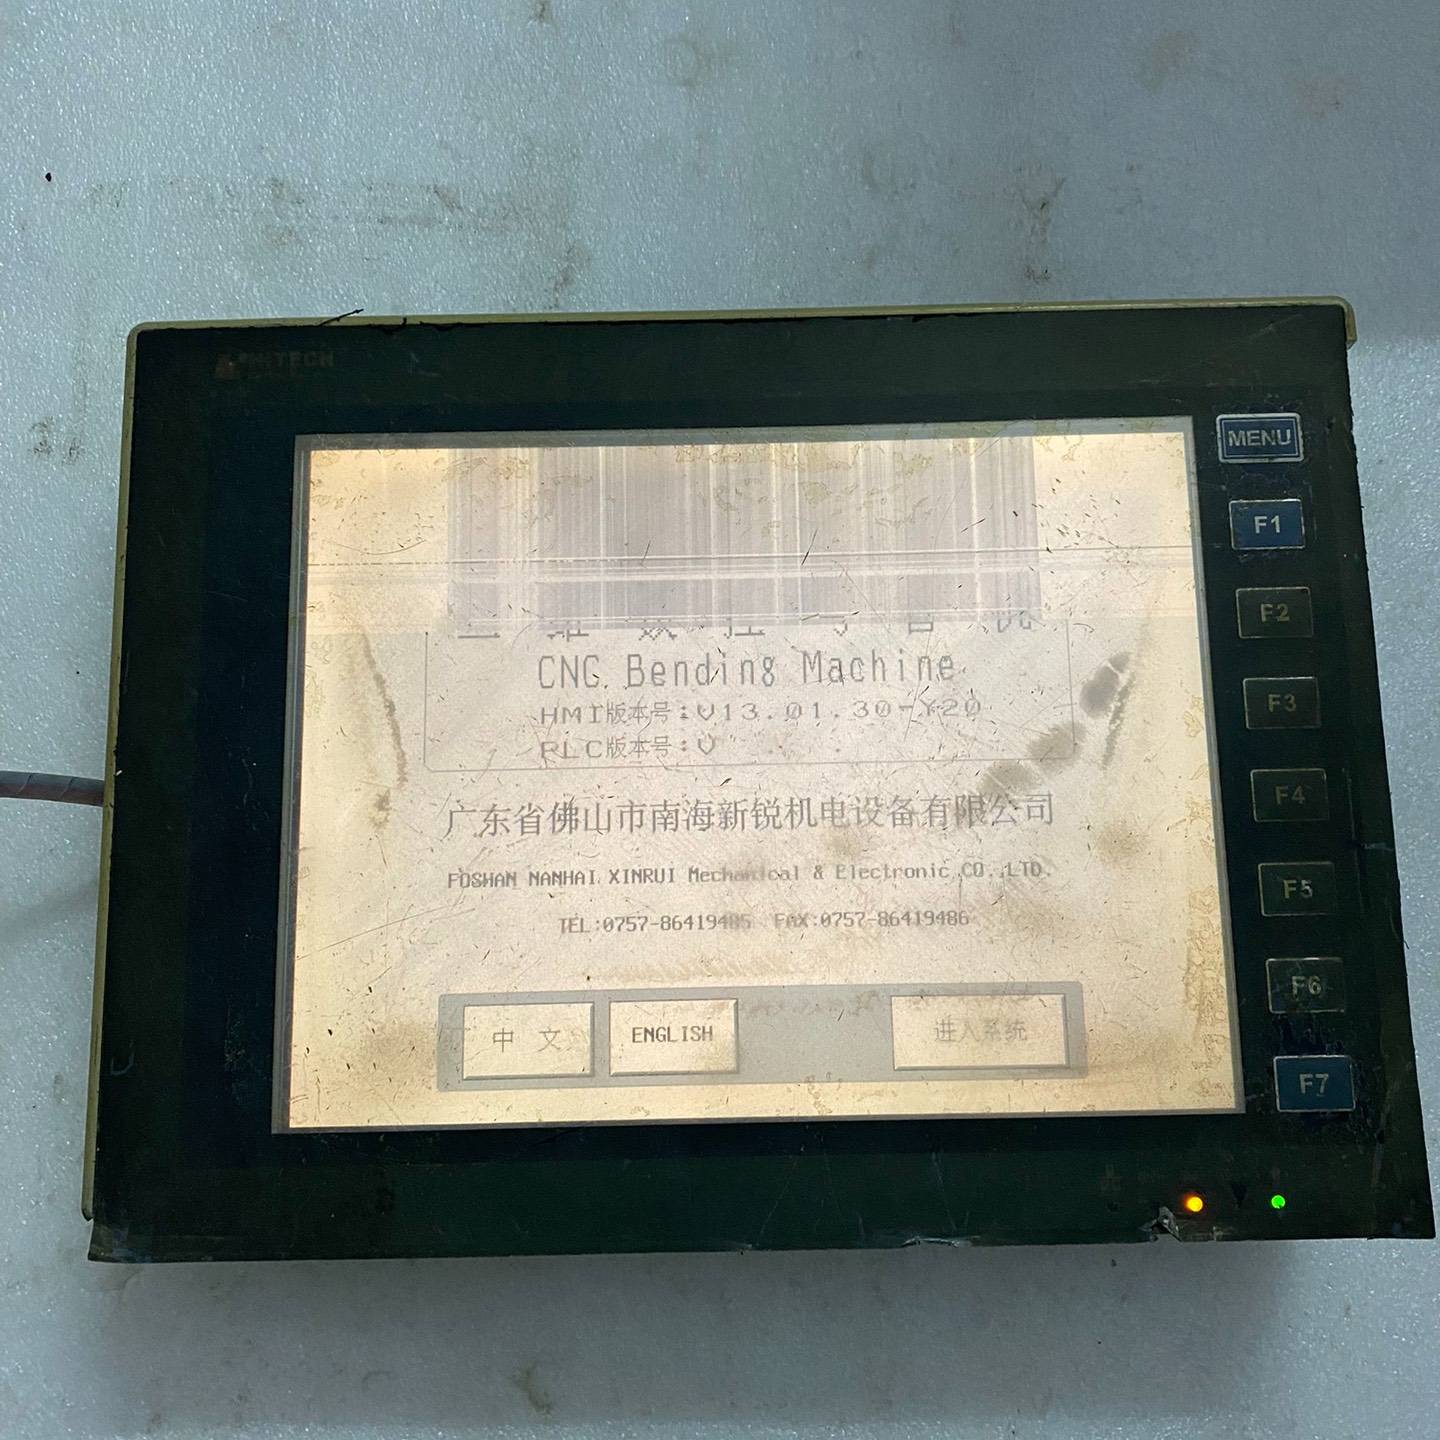 HITECH
MENU
F1
F2
F3
F4
F5
F6
F7
CNC Bending Machine
HMI版本号:V13.01.30-Y20
PLC版本号:V
广东省佛山市南海新锐机电设备有限公司
FOSHAN NANHAI XINRUI Mechanical & Electronic CO.,LTD.
TEL:0757-86419485 FAX:0757-86419486
中 文
ENGLISH
进入系统